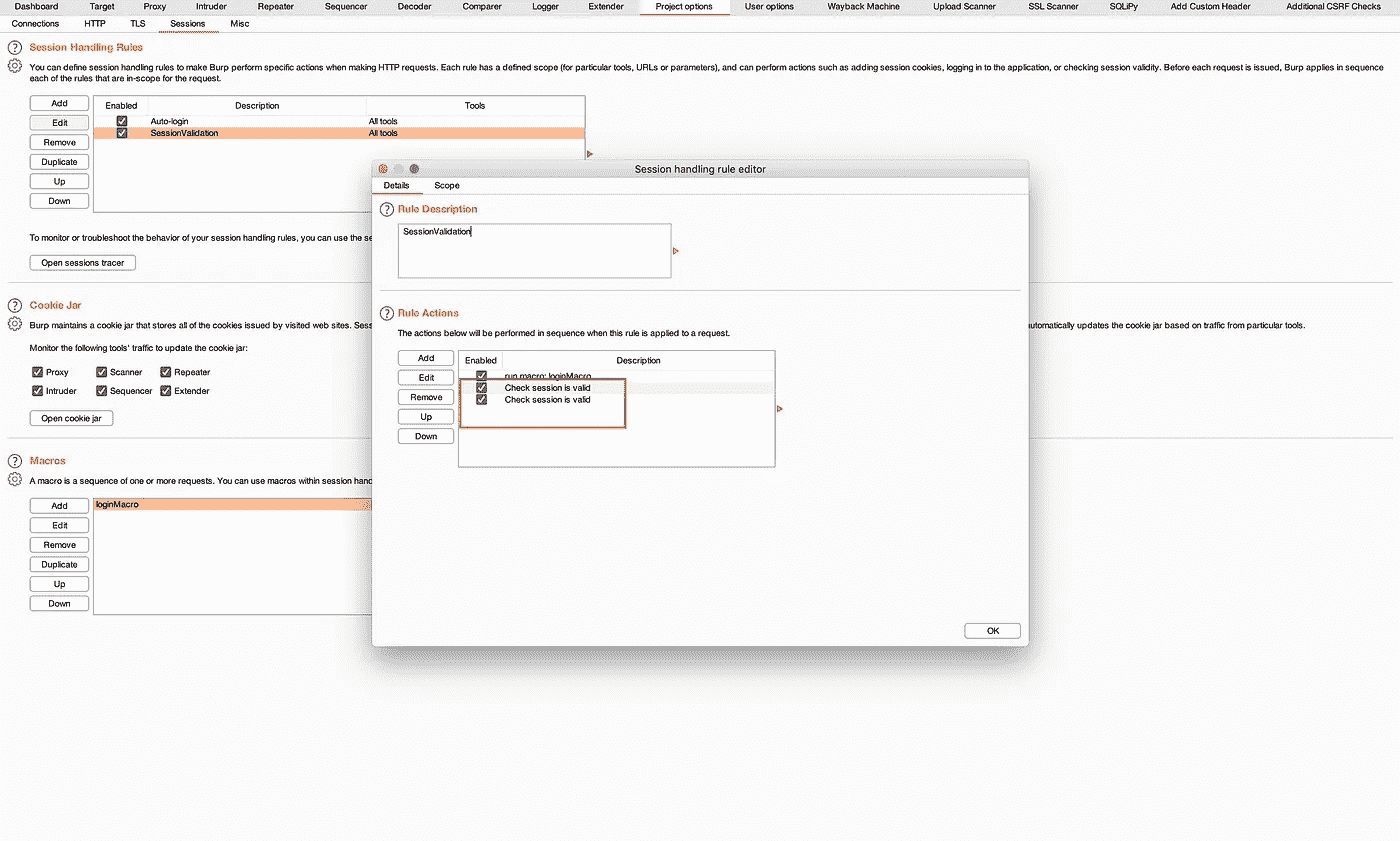 Dashboard Target Proxy Intruder Repeater Sequencer Decoder Comparer Logger Extender Project options User options Wayback Machine Upload Scanner SSL Scanner SQLiPy Add Custom Header Additional CSRF Checks
Connections HTTP TLS Sessions Misc
? Session Handling Rules
You can define session handling rules to make Burp perform specific actions when making HTTP requests. Each rule has a defined scope (for particular tools, URLs or parameters), and can perform actions such as adding session cookies, logging in to the application, or checking session validity. Before each request is issued, Burp applies in sequence
each of the rules that are in-scope for the request.
Add Enabled Description Tools
Auto-login All tools
Edit SessionValidation All tools
Remove
Duplicate
Up
Down
To monitor or troubleshoot the behavior of your session handling rules, you can use the se
Open sessions tracer
? Cookie Jar
Burp maintains a cookie jar that stores all of the cookies issued by visited web sites. Sess
utomatically updates the cookie jar based on traffic from particular tools.
Monitor the following tools' traffic to update the cookie jar:
Proxy Scanner Repeater
Intruder Sequencer Extender
Open cookie jar
? Macros
A macro is a sequence of one or more requests. You can use macros within session hand
Add loginMacro
Edit
Remove
Duplicate
Up
Down
Session handling rule editor
Details Scope
? Rule Description
SessionValidation
? Rule Actions
The actions below will be performed in sequence when this rule is applied to a request.
Add Enabled Description
Edit run macro: loginMacro
Check session is valid
Remove Check session is valid
Up
Down
OK